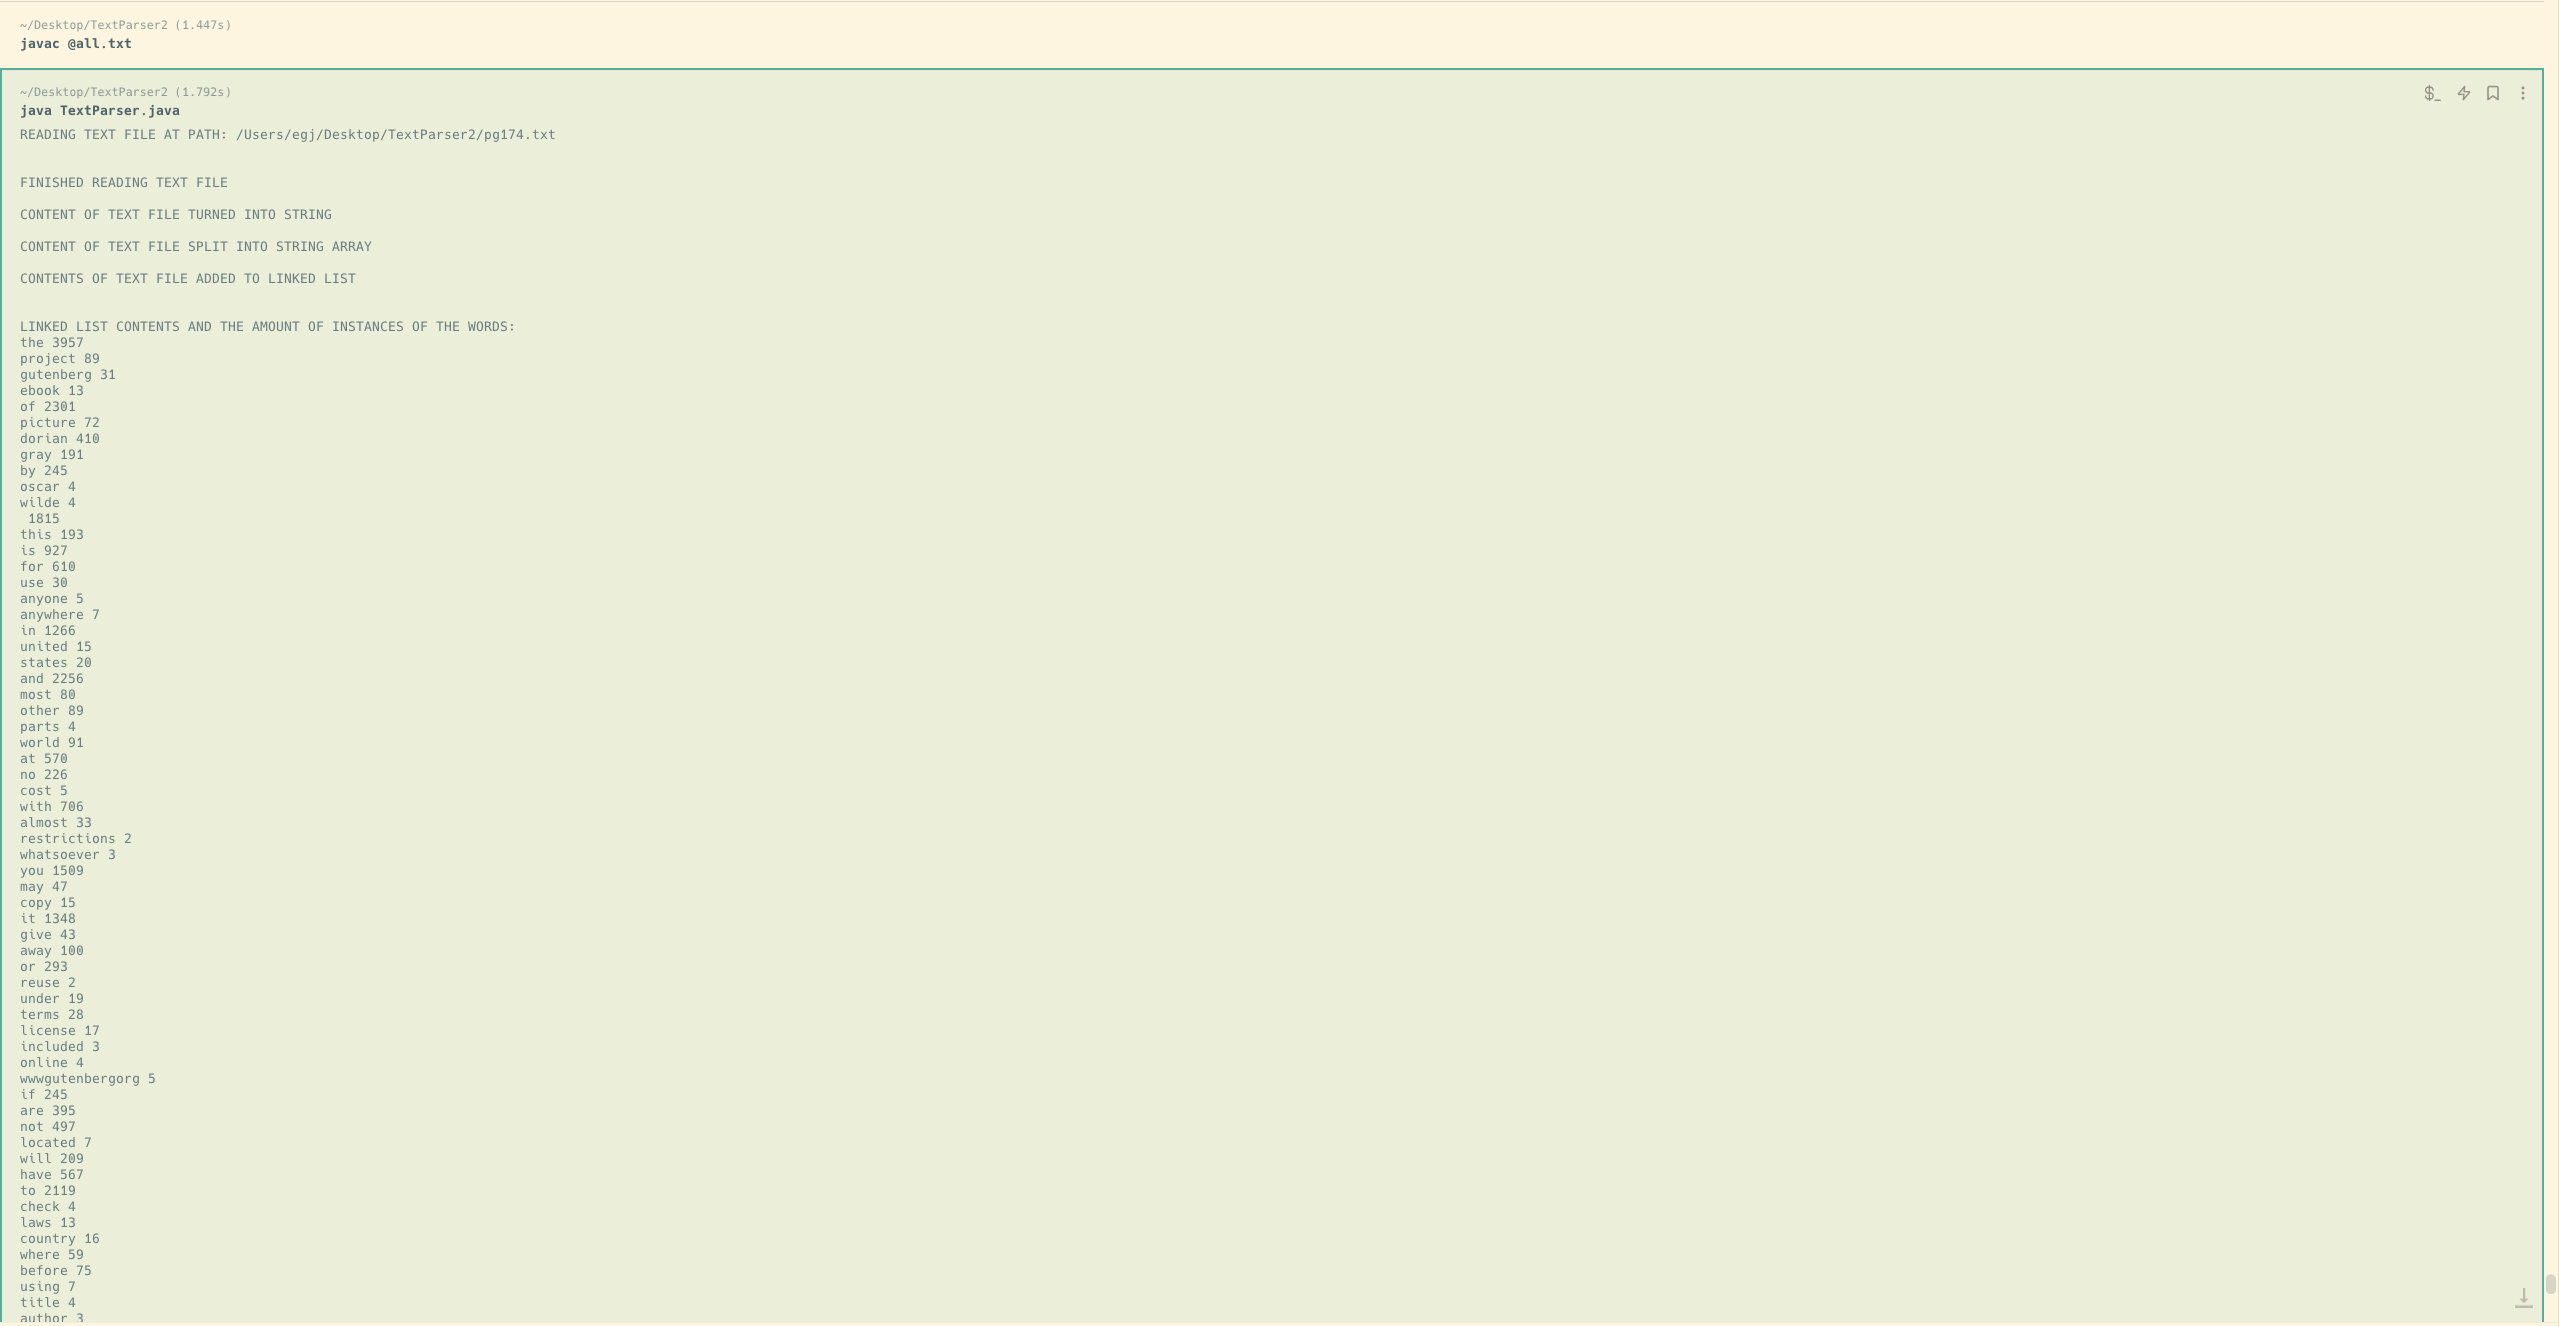 ~/Desktop/TextParser2 (1.447s)
javac @all.txt
~/Desktop/TextParser2 (1.792s)
java TextParser.java
READING TEXT FILE AT PATH: /Users/egj/Desktop/TextParser2/pg174.txt
FINISHED READING TEXT FILE
CONTENT OF TEXT FILE TURNED INTO STRING
CONTENT OF TEXT FILE SPLIT INTO STRING ARRAY
CONTENTS OF TEXT FILE ADDED TO LINKED LIST
LINKED LIST CONTENTS AND THE AMOUNT OF INSTANCES OF THE WORDS:
the 3957
project 89
gutenberg 31
ebook 13
of 2301
picture 72
dorian 410
gray 191
by 245
oscar 4
wilde 4
 1815
this 193
is 927
for 610
use 30
anyone 5
anywhere 7
in 1266
united 15
states 20
and 2256
most 80
other 89
parts 4
world 91
at 570
no 226
cost 5
with 706
almost 33
restrictions 2
whatsoever 3
you 1509
may 47
copy 15
it 1348
give 43
away 100
or 293
reuse 2
under 19
terms 28
license 17
included 3
online 4
wwwgutenbergorg 5
if 245
are 395
not 497
located 7
will 209
have 567
to 2119
check 4
laws 13
country 16
where 59
before 75
using 7
title 4
author 3